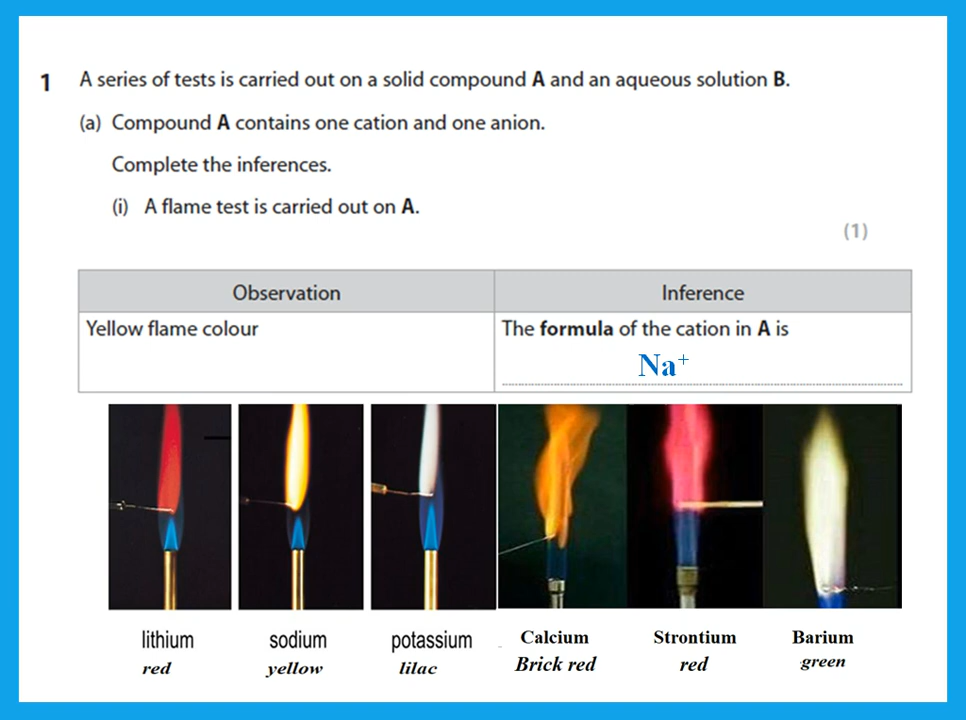 1 A series of tests is carried out on a solid compound A and an aqueous solution B.
(a) Compound A contains one cation and one anion.
Complete the inferences.
(i) A flame test is carried out on A.
(1)
Observation Inference
Yellow flame colour The formula of the cation in A is
Na⁺
lithium sodium potassium Calcium Strontium Barium
red yellow lilac Brick red red green